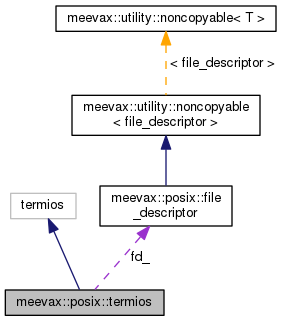 meevax::utility::noncopyable< T >
< file_descriptor >
meevax::utility::noncopyable
< file_descriptor >
termios
meevax::posix::file
_descriptor
fd_
meevax::posix::termios